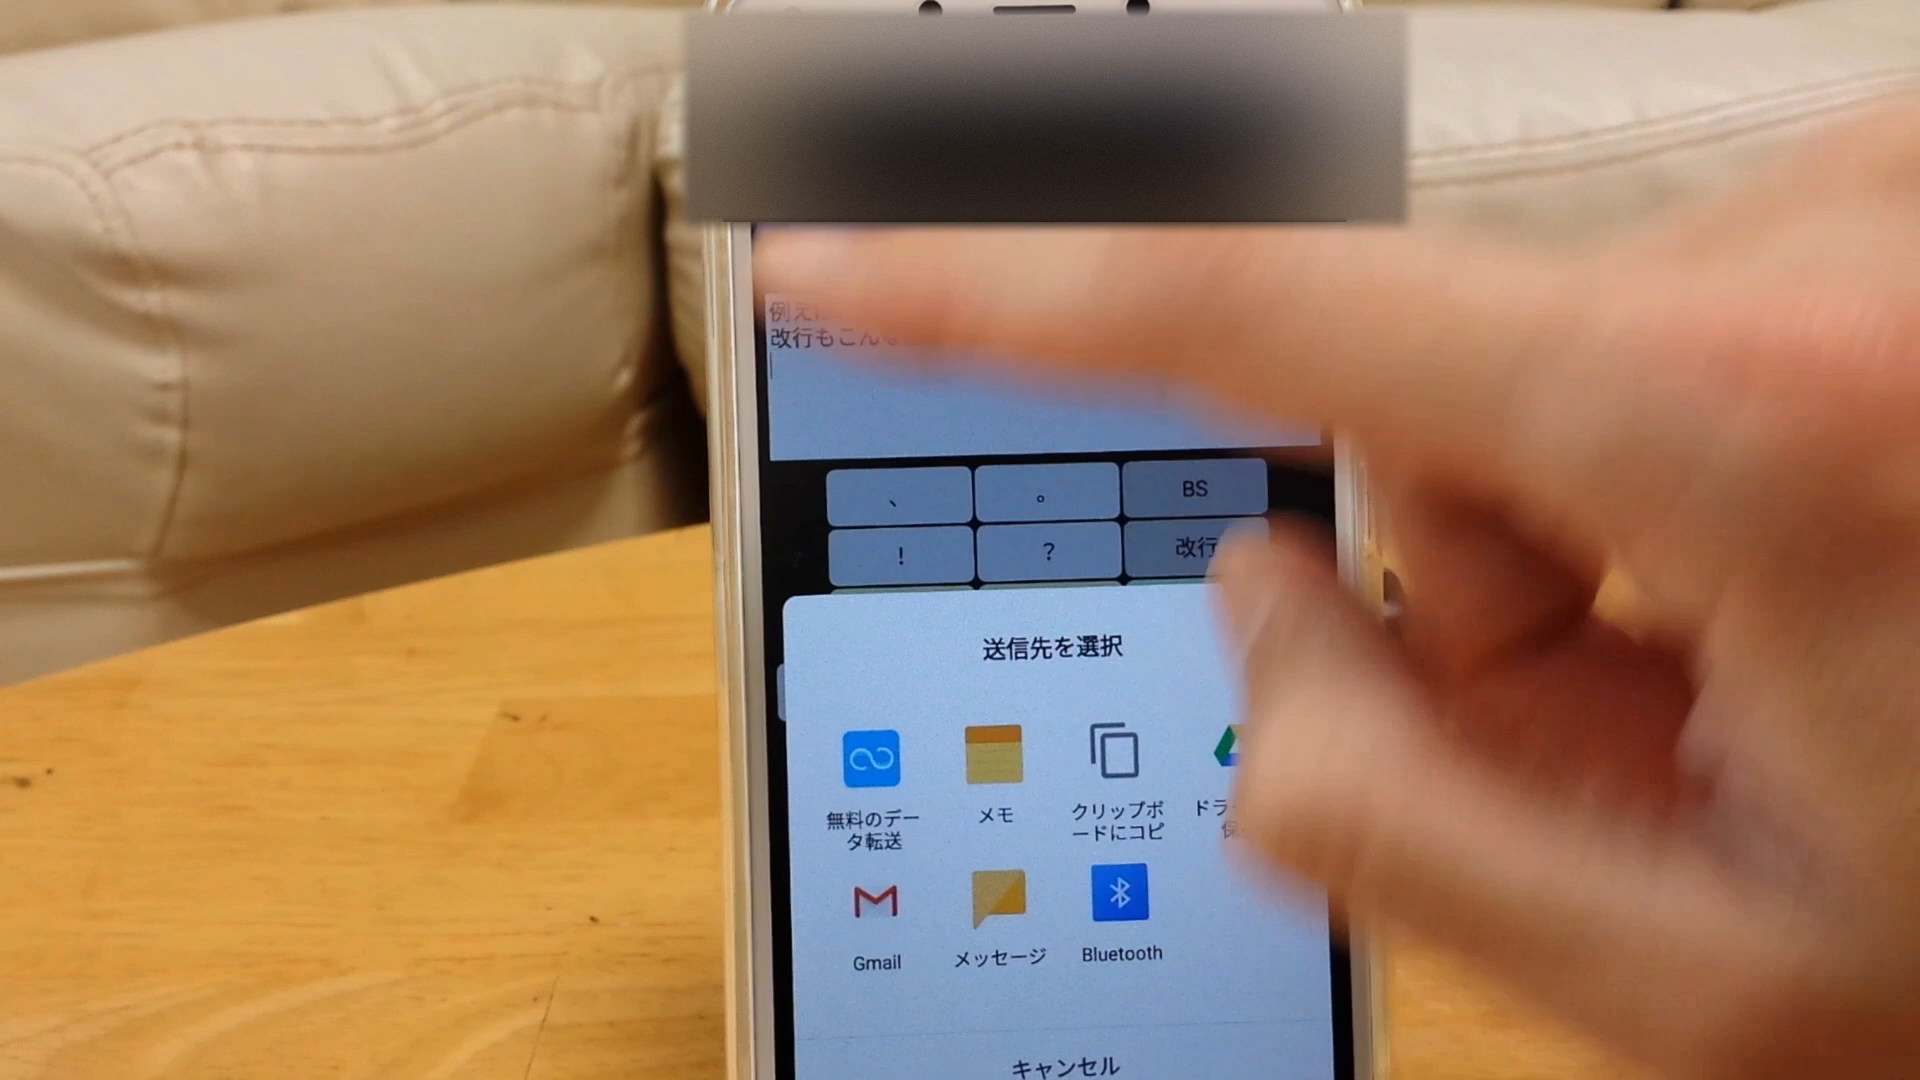 改行もこん
、
。
BS
!
?
改行
送信先を選択
無料のデー
タ転送
メモ
クリップボ
ードにコピ
ドラ
Gmail
メッセージ
Bluetooth
キャンセル